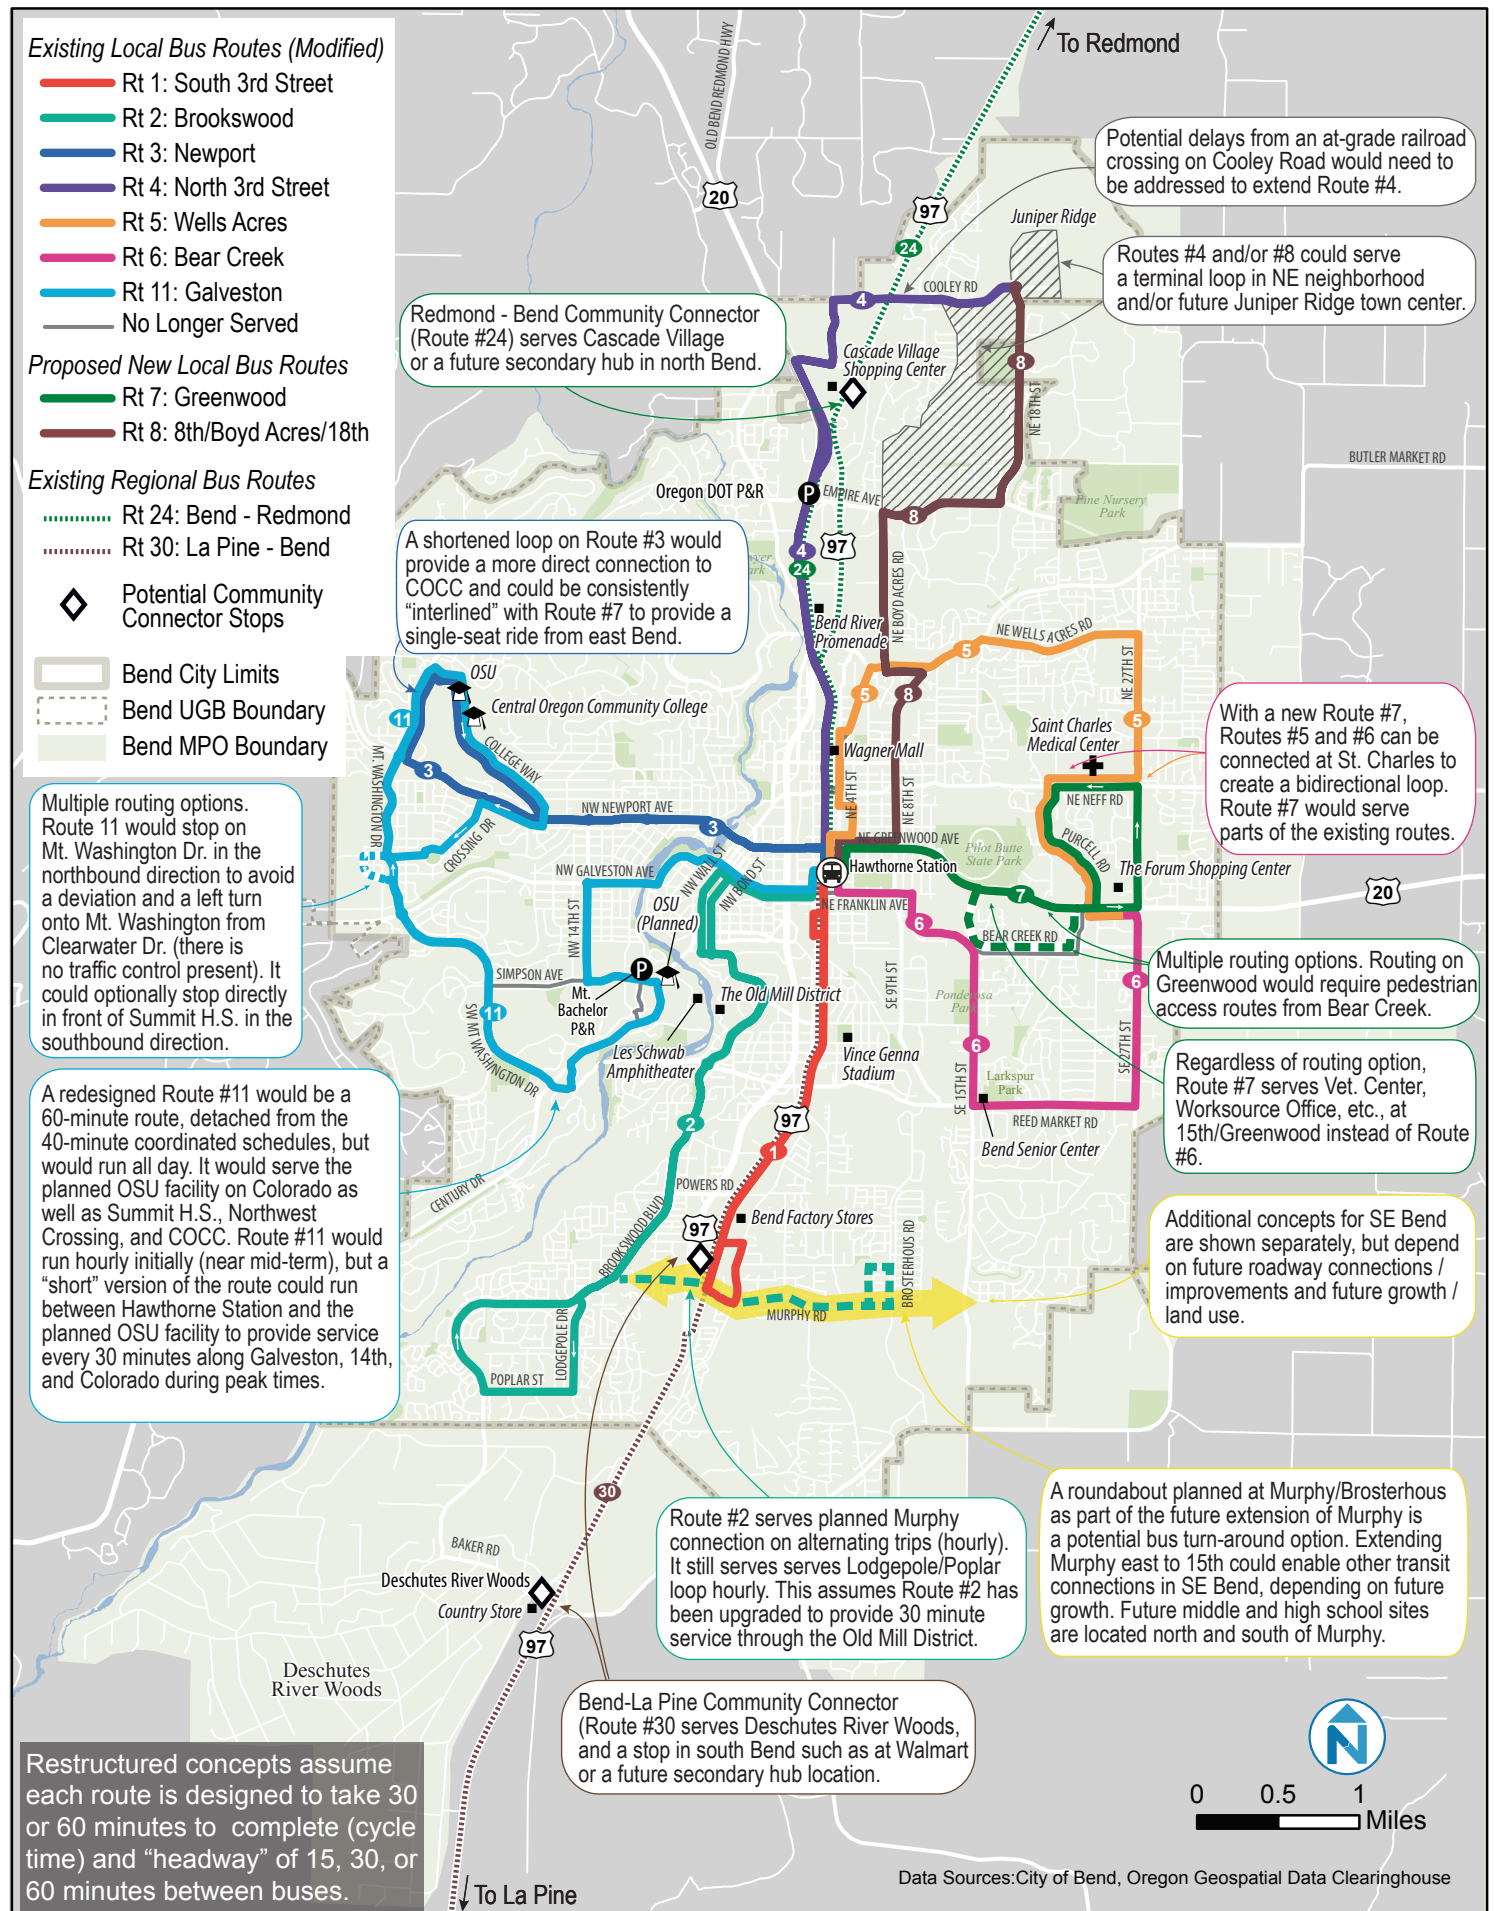 Existing Local Bus Routes (Modified)
Rt 1: South 3rd Street
Rt 2: Brookswood
Rt 3: Newport
Rt 4: North 3rd Street
Rt 5: Wells Acres
Rt 6: Bear Creek
Rt 11: Galveston
No Longer Served
Proposed New Local Bus Routes
Rt 7: Greenwood
Rt 8: 8th/Boyd Acres/18th
Existing Regional Bus Routes
Rt 24: Bend - Redmond
Rt 30: La Pine - Bend
Potential Community
Connector Stops
Bend City Limits
Bend UGB Boundary
Bend MPO Boundary
To Redmond
OLD BEND REDMOND HWY
20
97
24
Potential delays from an at-grade railroad
crossing on Cooley Road would need to
be addressed to extend Route #4.
Juniper Ridge
Routes #4 and/or #8 could serve
a terminal loop in NE neighborhood
and/or future Juniper Ridge town center.
COOLEY RD
4
Redmond - Bend Community Connector
(Route #24) serves Cascade Village
or a future secondary hub in north Bend.
Cascade Village
Shopping Center
8
NE 18TH ST
BUTLER MARKET RD
Oregon DOT P&R
P
EMPIRE AVE
8
Pine Nursery
Park
A shortened loop on Route #3 would
provide a more direct connection to
COCC and could be consistently
“interlined” with Route #7 to provide a
single-seat ride from east Bend.
4
97
24
NE BOYD ACRES RD
Bend River
Promenade
NE WELLS ACRES RD
5
NE 27TH ST
OSU
Central Oregon Community College
11
COLLEGE WAY
MT. WASHINGTON DR
3
5
8
5
Wagner Mall
Saint Charles
Medical Center
With a new Route #7,
Routes #5 and #6 can be
connected at St. Charles to
create a bidirectional loop.
Route #7 would serve
parts of the existing routes.
Multiple routing options.
Route 11 would stop on
Mt. Washington Dr. in the
northbound direction to avoid
a deviation and a left turn
onto Mt. Washington from
Clearwater Dr. (there is
no traffic control present). It
could optionally stop directly
in front of Summit H.S. in the
southbound direction.
NW NEWPORT AVE
3
CROSSING DR
NE 4TH ST
NE 8TH ST
NE NEFF RD
PURCELL RD
NE GREENWOOD AVE
Pilot Butte
State Park
Hawthorne Station
The Forum Shopping Center
20
NW GALVESTON AVE
NW WALL ST
NW BOND ST
NW 14TH ST
OSU
(Planned)
NE FRANKLIN AVE
6
7
BEAR CREEK RD
Multiple routing options. Routing on
Greenwood would require pedestrian
access routes from Bear Creek.
SIMPSON AVE
P
Mt.
Bachelor
P&R
The Old Mill District
Les Schwab
Amphitheater
SE 9TH ST
Ponderosa
Park
6
11
SW MT WASHINGTON DR
Vince Genna
Stadium
6
SE 27TH ST
SE 15TH ST
Larkspur
Park
Regardless of routing option,
Route #7 serves Vet. Center,
Worksource Office, etc., at
15th/Greenwood instead of Route
#6.
A redesigned Route #11 would be a
60-minute route, detached from the
40-minute coordinated schedules, but
would run all day. It would serve the
planned OSU facility on Colorado as
well as Summit H.S., Northwest
Crossing, and COCC. Route #11 would
run hourly initially (near mid-term), but a
“short” version of the route could run
between Hawthorne Station and the
planned OSU facility to provide service
every 30 minutes along Galveston, 14th,
and Colorado during peak times.
97
2
1
REED MARKET RD
Bend Senior Center
CENTURY DR
POWERS RD
BROOKSWOOD BLVD
97
Bend Factory Stores
BROSTERHOUS RD
Additional concepts for SE Bend
are shown separately, but depend
on future roadway connections /
improvements and future growth /
land use.
MURPHY RD
LODGEPOLE DR
POPLAR ST
30
Route #2 serves planned Murphy
connection on alternating trips (hourly).
It still serves serves Lodgepole/Poplar
loop hourly. This assumes Route #2 has
been upgraded to provide 30 minute
service through the Old Mill District.
A roundabout planned at Murphy/Brosterhous
as part of the future extension of Murphy is
a potential bus turn-around option. Extending
Murphy east to 15th could enable other transit
connections in SE Bend, depending on future
growth. Future middle and high school sites
are located north and south of Murphy.
BAKER RD
Deschutes River Woods
Country Store
97
Deschutes
River Woods
Bend-La Pine Community Connector
(Route #30 serves Deschutes River Woods,
and a stop in south Bend such as at Walmart
or a future secondary hub location.
Restructured concepts assume
each route is designed to take 30
or 60 minutes to complete (cycle
time) and “headway” of 15, 30, or
60 minutes between buses.
N
0 0.5 1
Miles
To La Pine
Data Sources:City of Bend, Oregon Geospatial Data Clearinghouse